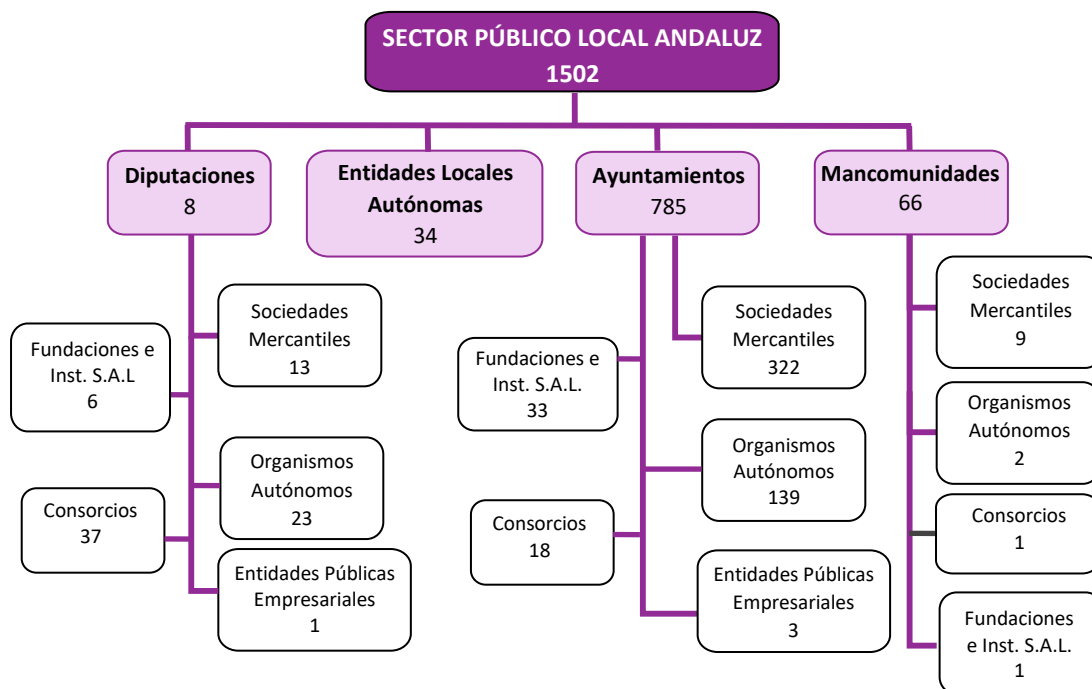 SECTOR PÚBLICO LOCAL ANDALUZ
1502
Diputaciones
8
Entidades Locales
Autónomas
34
Ayuntamientos
785
Mancomunidades
66
Sociedades
Mercantiles
13
Fundaciones e
Inst. S.A.L
6
Organismos
Autónomos
23
Consorcios
37
Entidades Públicas
Empresariales
1
Sociedades
Mercantiles
322
Fundaciones e
Inst. S.A.L.
33
Organismos
Autónomos
139
Consorcios
18
Entidades Públicas
Empresariales
3
Sociedades
Mercantiles
9
Organismos
Autónomos
2
Consorcios
1
Fundaciones
e Inst. S.A.L.
1